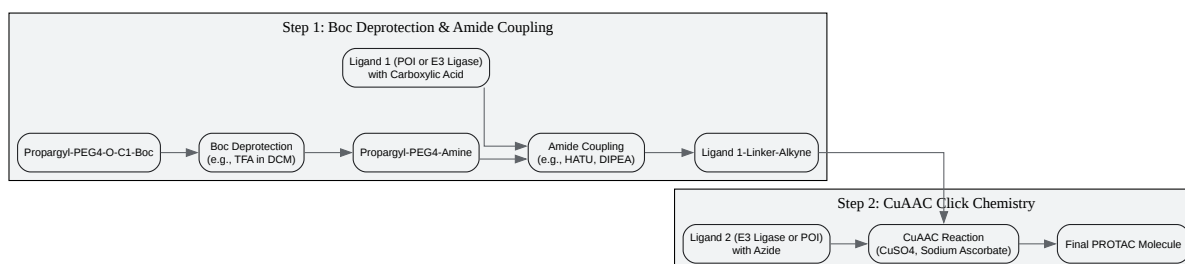 Step 1: Boc Deprotection & Amide Coupling
Ligand 1 (POI or E3 Ligase)
with Carboxylic Acid
Propargyl-PEG4-O-C1-Boc
Boc Deprotection
(e.g., TFA in DCM)
Propargyl-PEG4-Amine
Amide Coupling
(e.g., HATU, DIPEA)
Ligand 1-Linker-Alkyne
Step 2: CuAAC Click Chemistry
Ligand 2 (E3 Ligase or POI)
with Azide
CuAAC Reaction
(CuSO4, Sodium Ascorbate)
Final PROTAC Molecule